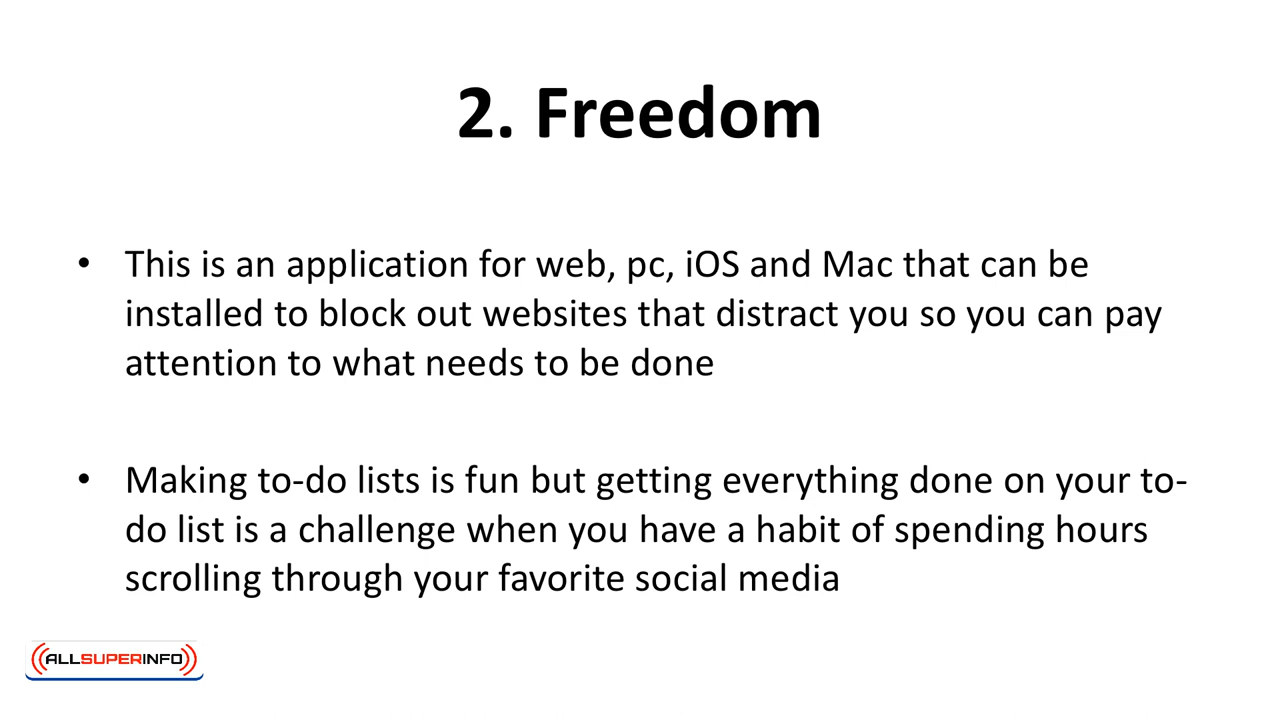 2. Freedom
• This is an application for web, pc, iOS and Mac that can be
installed to block out websites that distract you so you can pay
attention to what needs to be done
• Making to-do lists is fun but getting everything done on your to-
do list is a challenge when you have a habit of spending hours
scrolling through your favorite social media
ALLSUPERINFO